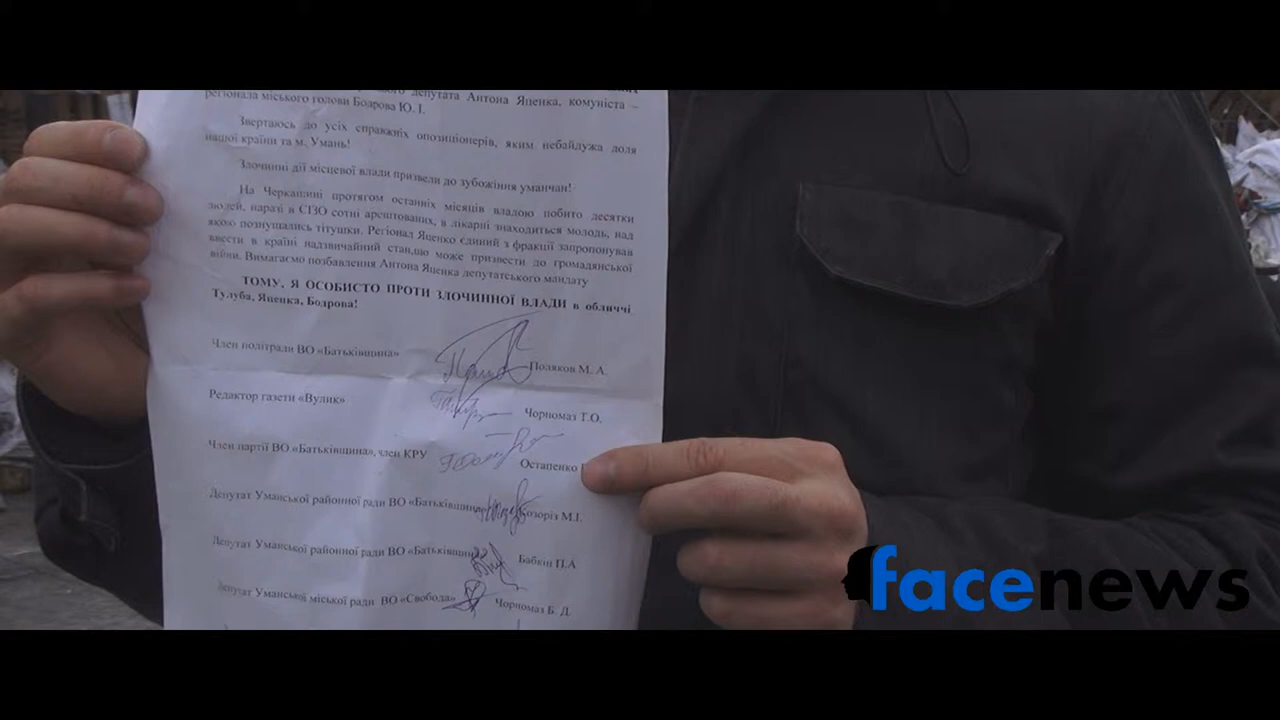 депутата Антона Яценка, комуніста –
регіонала міського голови Бодрова Ю. І.
Звертаюсь до усіх справжніх опозиціонерів, яким небайдужа доля
нашої країни та м. Умань!
Злочинні дії місцевої влади призвели до зубожіння уманчан!
На Черкащині протягом останніх місяців владою побито десятки
людей, наразі в СІЗО сотні арештованих, в лікарні знаходиться молодь, над
якою познущались тітушки. Регіонал Яценко єдиний з фракції запропонував
ввести в країні надзвичайний стан,що може призвести до громадянської
війни. Вимагаємо позбавлення Антона Яценка депутатського мандату
ТОМУ, Я ОСОБИСТО ПРОТИ ЗЛОЧИННОЇ ВЛАДИ в обличчі
Тулуба, Яценка, Бодрова!
Член політради ВО «Батьківщина» Поляков М. А.
Редактор газети «Вулик» Чорномаз Т.О.
Член партії ВО «Батьківщина», член КРУ Остапенко
Депутат Уманської районної ради ВО «Батьківщина Козоріз М.І.
Депутат Уманської районної ради ВО «Батьківщина Бабкін П.А
Депутат Уманської міської ради ВО «Свобода» Чорномаз Б. Д.
facenews